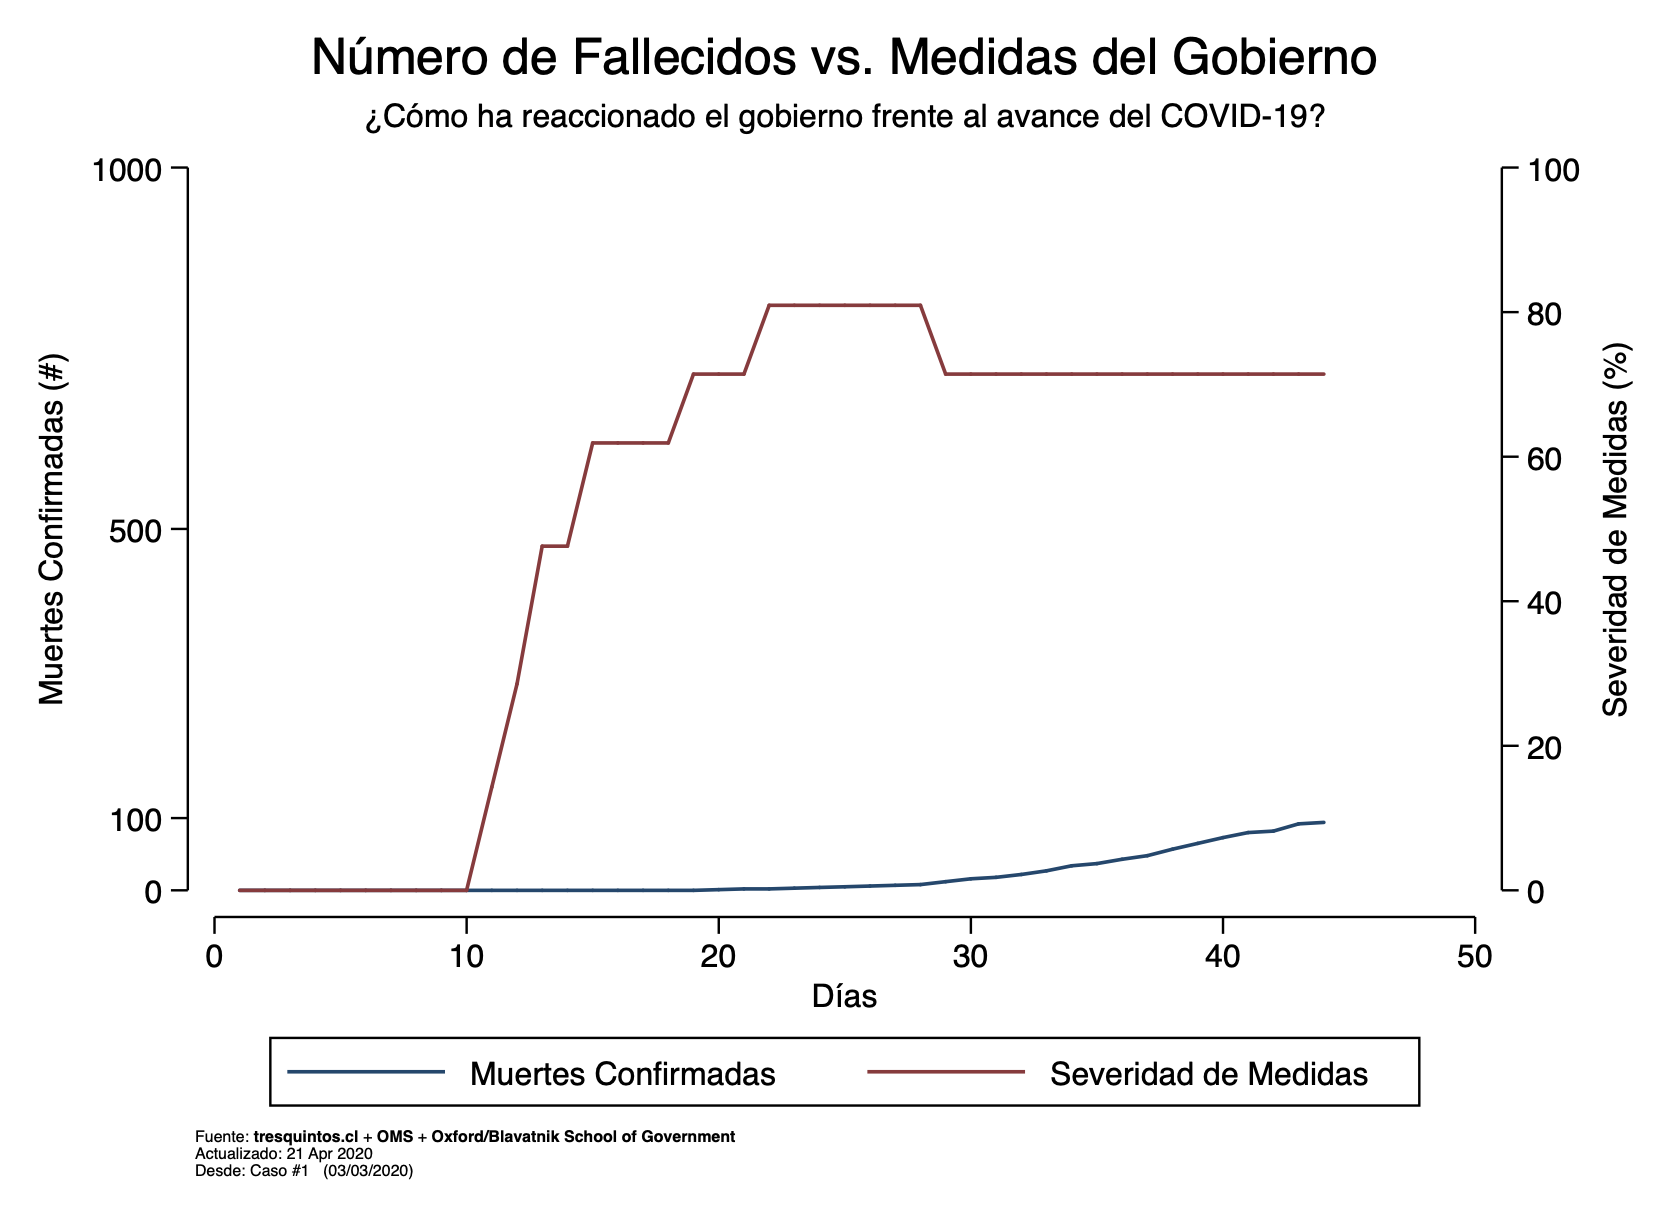 Número de Fallecidos vs. Medidas del Gobierno
¿Cómo ha reaccionado el gobierno frente al avance del COVID-19?
Muertes Confirmadas (#)
1000
500
100
0
100
80
60
40
20
0
Severidad de Medidas (%)
0 10 20 30 40 50
Días
Muertes Confirmadas Severidad de Medidas
Fuente: tresquintos.cl + OMS + Oxford/Blavatnik School of Government
Actualizado: 21 Apr 2020
Desde: Caso #1 (03/03/2020)